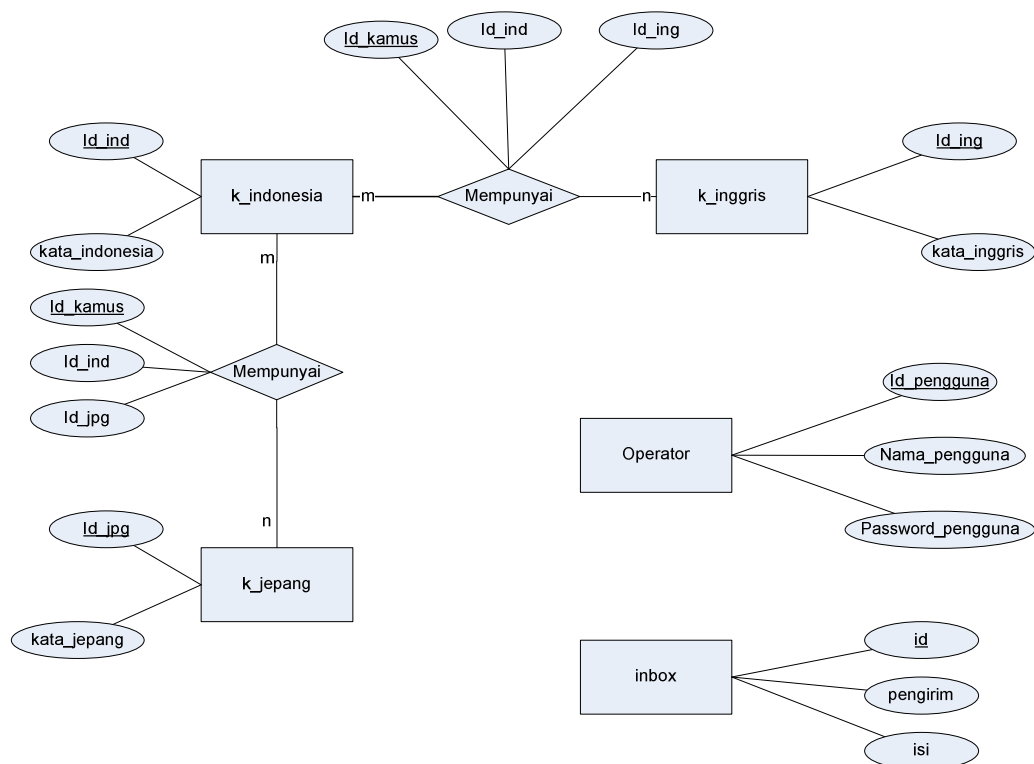 Id_kamus
Id_ind
Id_ing
Id_ind
Id_ing
k_indonesia
m
Mempunyai
n
k_inggris
kata_indonesia
kata_inggris
m
Id_kamus
Id_ind
Mempunyai
Id_jpg
Id_pengguna
Operator
Nama_pengguna
Password_pengguna
n
Id_jpg
k_jepang
kata_jepang
id
inbox
pengirim
isi